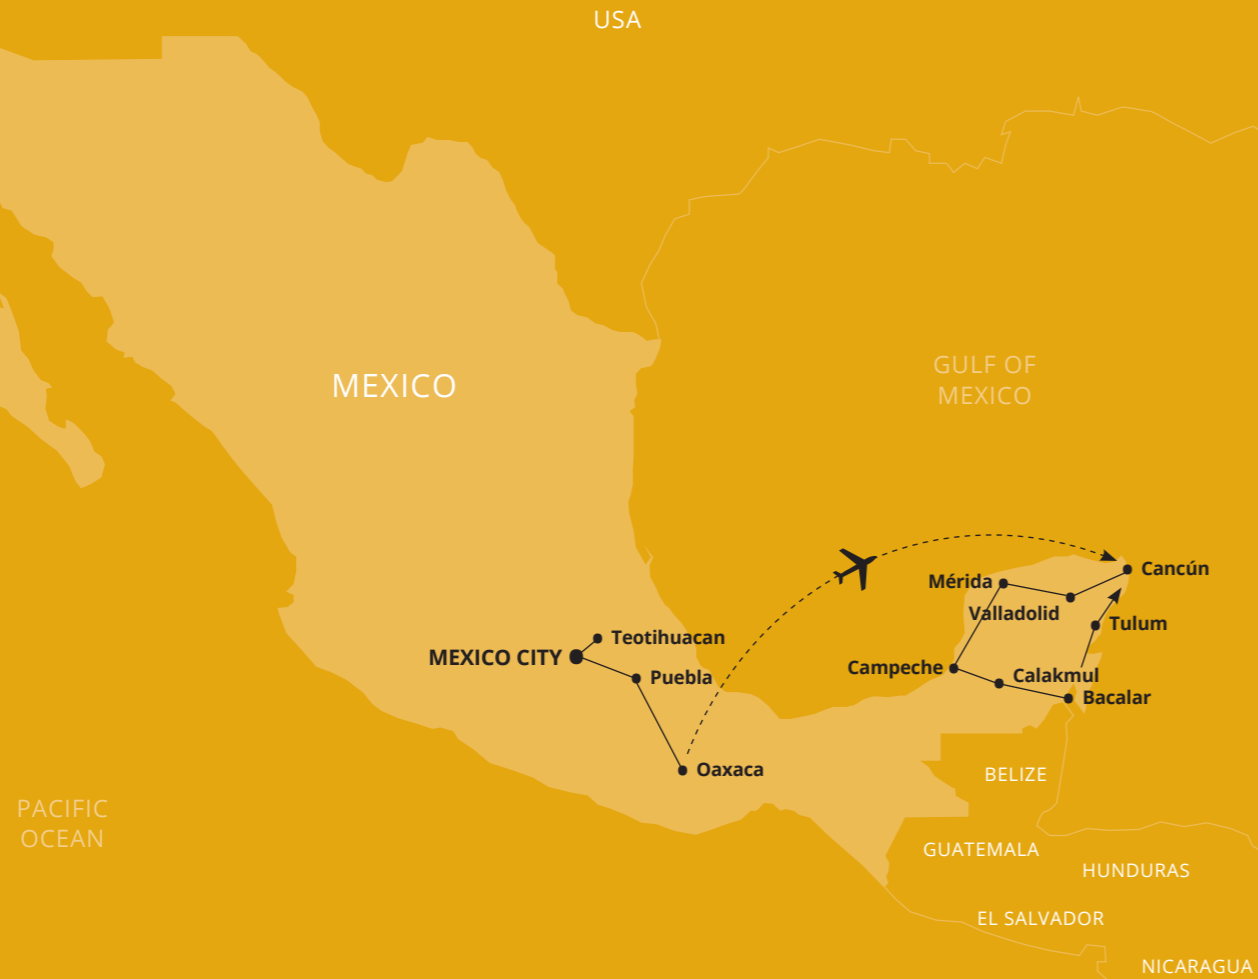 USA
MEXICO
GULF OF
MEXICO
Cancún
Mérida
Valladolid
Tulum
Teotihuacan
MEXICO CITY
Puebla
Campeche
Calakmul
Bacalar
Oaxaca
BELIZE
PACIFIC
OCEAN
GUATEMALA
HUNDURAS
EL SALVADOR
NICARAGUA